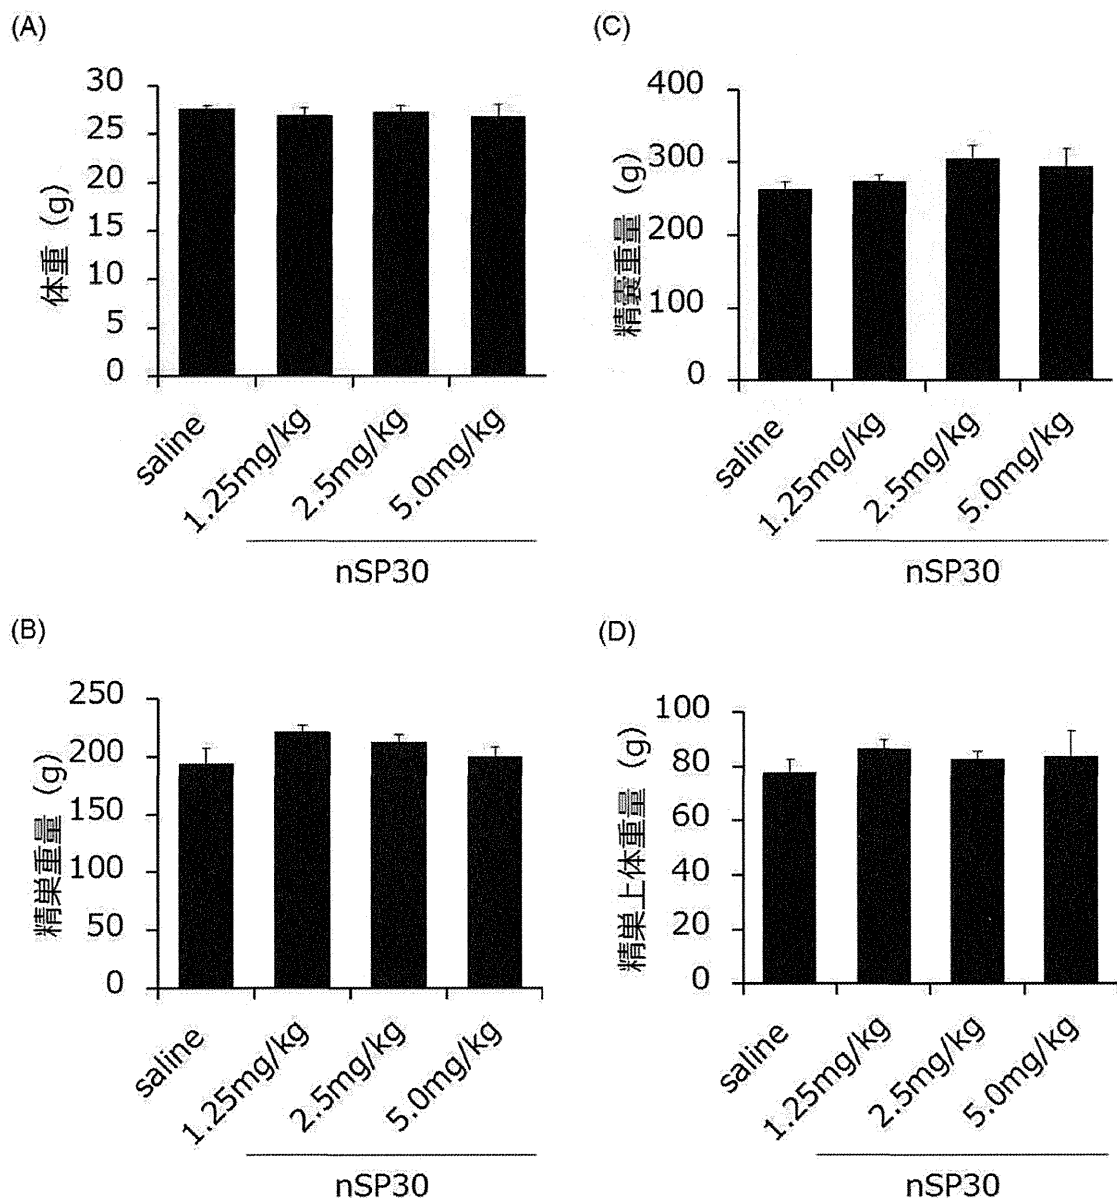 (A)
体重 (g)
30
25
20
15
10
5
0
saline
1.25mg/kg
2.5mg/kg
5.0mg/kg
nSP30
(C)
精嚢重量 (g)
400
300
200
100
0
saline
1.25mg/kg
2.5mg/kg
5.0mg/kg
nSP30
(B)
精巣重量 (g)
250
200
150
100
50
0
saline
1.25mg/kg
2.5mg/kg
5.0mg/kg
nSP30
(D)
精巣上体重量 (g)
100
80
60
40
20
0
saline
1.25mg/kg
2.5mg/kg
5.0mg/kg
nSP30